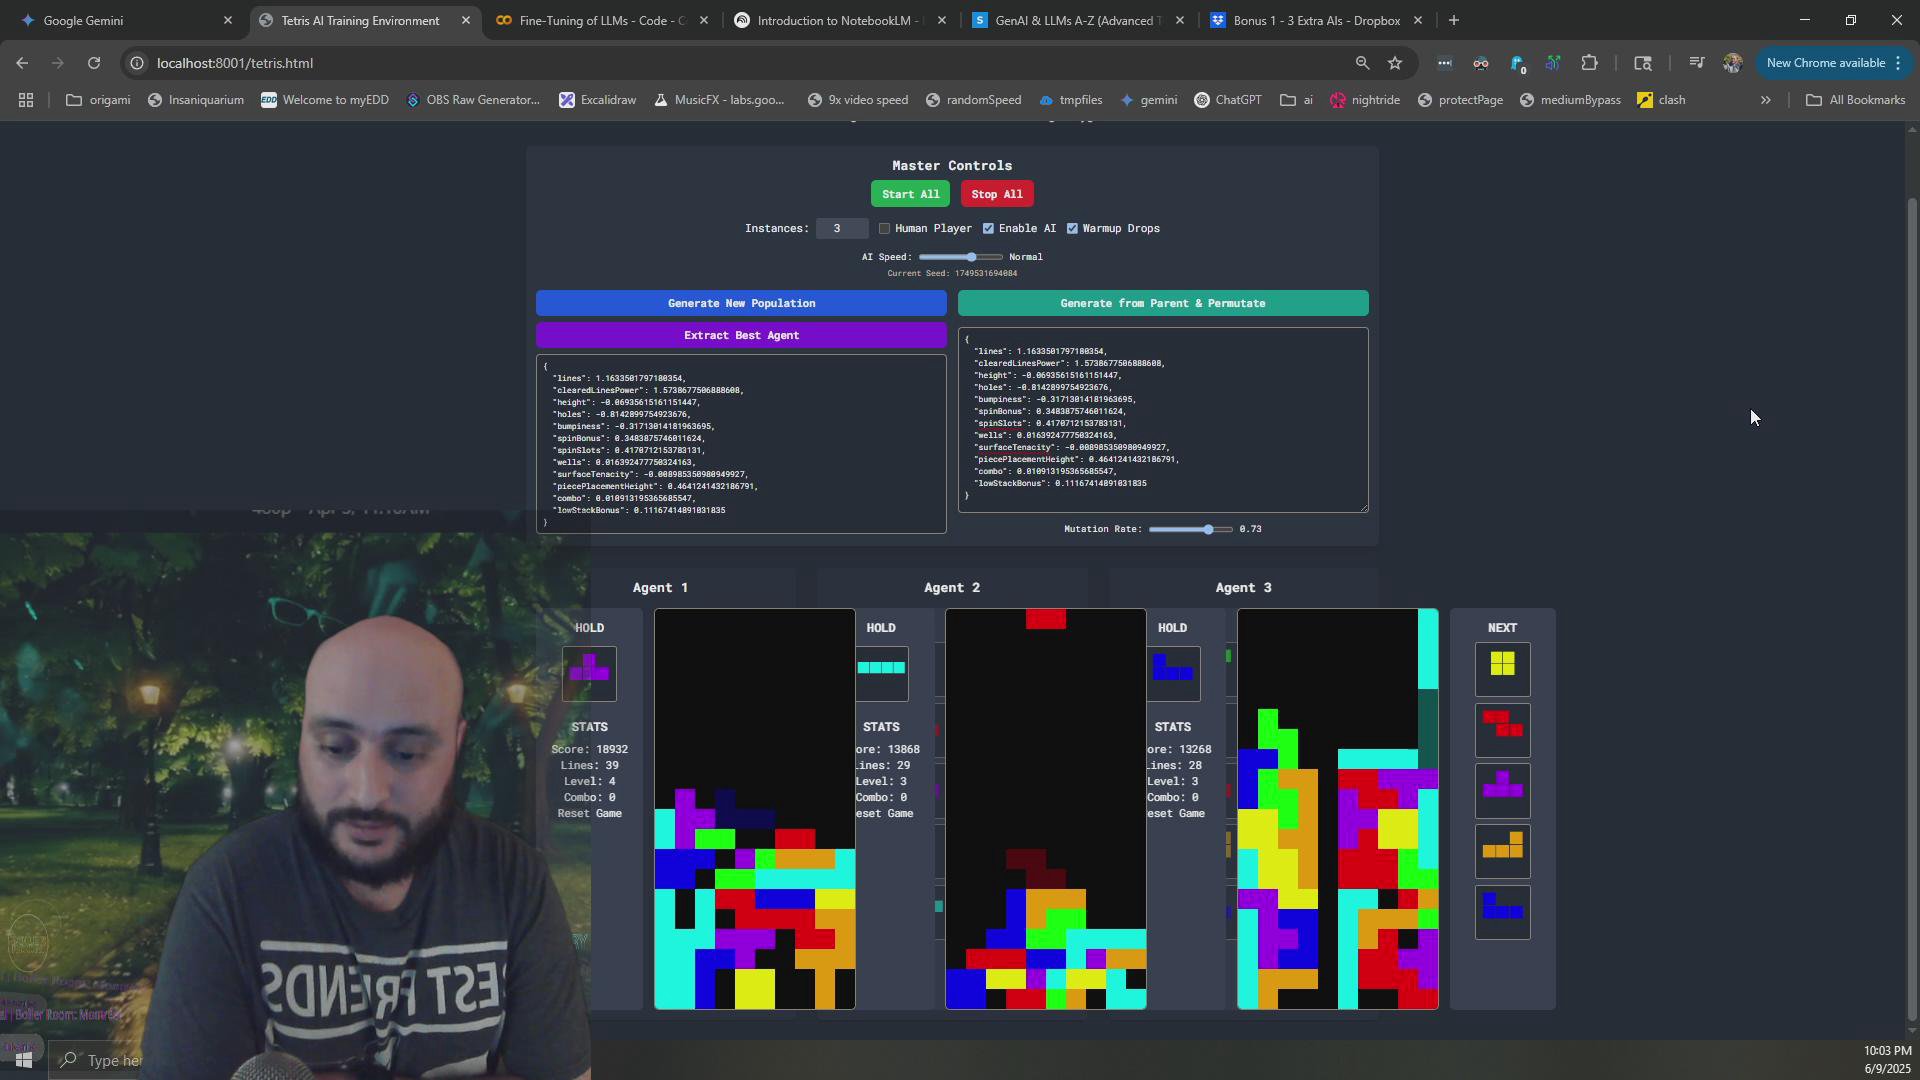 Google Gemini
Tetris AI Training Environment
Fine-Tuning of LLMs - Code - C
Introduction to NotebookLM -
GenAI & LLMs A-Z (Advanced T
Bonus 1 - 3 Extra AIs - Dropbox
localhost:8001/tetris.html
0
New Chrome available
origami
Insaniquarium
EDD Welcome to myEDD
OBS Raw Generator...
Excalidraw
MusicFX - labs.goo...
9x video speed
randomSpeed
tmpfiles
gemini
ChatGPT
ai
nightride
protectPage
mediumBypass
clash
All Bookmarks
Master Controls
Start All
Stop All
Instances: 3 Human Player Enable AI Warmup Drops
AI Speed: Normal
Current Seed: 1749531694084
Generate New Population
Generate from Parent & Permutate
Extract Best Agent
{
"lines": 1.1633501797180354,
"clearedLinesPower": 1.5738677506888608,
"height": -0.06935615161151447,
"holes": -0.8142899754923676,
"bumpiness": -0.31713014181963695,
"spinBonus": 0.3483875746011624,
"spinSlots": 0.4170712153783131,
"wells": 0.016392477750324163,
"surfaceTenacity": -0.008985350980949927,
"piecePlacementHeight": 0.4641241432186791,
"combo": 0.010913195365685547,
"lowStackBonus": 0.11167414891031835
}
{
"lines": 1.1633501797180354,
"clearedLinesPower": 1.5738677506888608,
"height": -0.06935615161151447,
"holes": -0.8142899754923676,
"bumpiness": -0.31713014181963695,
"spinBonus": 0.3483875746011624,
"spinSlots": 0.4170712153783131,
"wells": 0.016392477750324163,
"surfaceTenacity": -0.008985350980949927,
"piecePlacementHeight": 0.4641241432186791,
"combo": 0.010913195365685547,
"lowStackBonus": 0.11167414891031835
}
Mutation Rate: 0.73
Agent 1
HOLD
STATS
Score: 18932
Lines: 39
Level: 4
Combo: 0
Reset Game
Agent 2
HOLD
STATS
ore: 13868
Lines: 29
Level: 3
Combo: 0
eset Game
Agent 3
HOLD
STATS
ore: 13268
Lines: 28
Level: 3
Combo: 0
eset Game
NEXT
EST FRIENDS
Type her
10:03 PM
6/9/2025